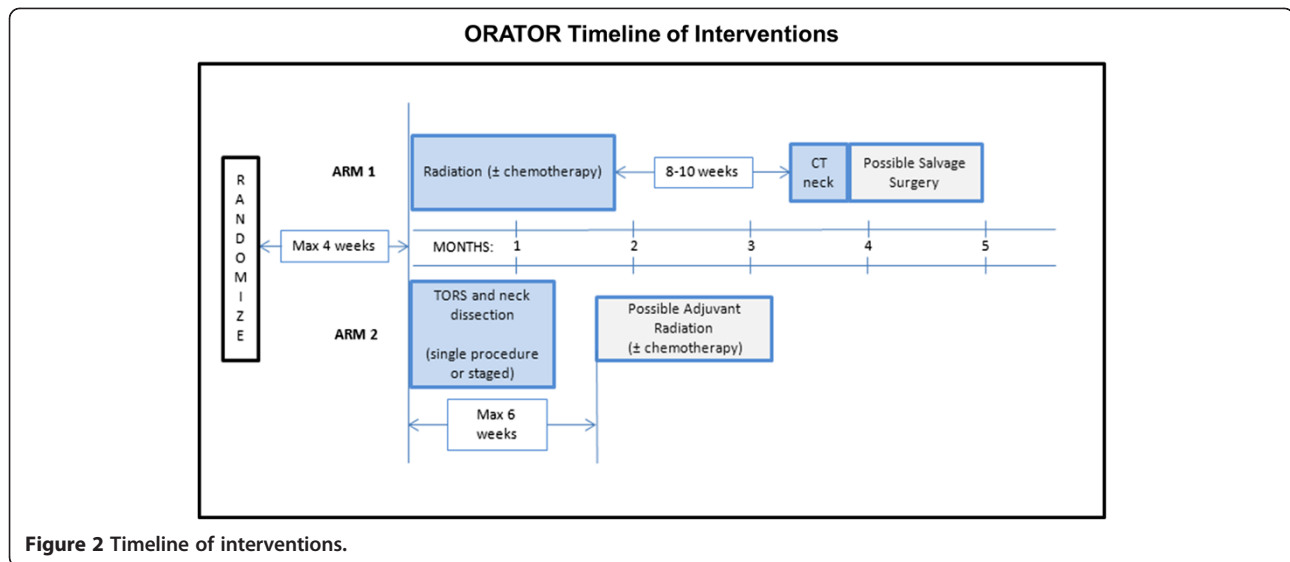 ORATOR Timeline of Interventions
RANDOMIZE
Max 4 weeks
ARM 1
Radiation (± chemotherapy)
8-10 weeks
CT
neck
Possible Salvage
Surgery
MONTHS: 1 2 3 4 5
ARM 2
TORS and neck
dissection
(single procedure
or staged)
Possible Adjuvant
Radiation
(± chemotherapy)
Max 6
weeks
Figure 2 Timeline of interventions.